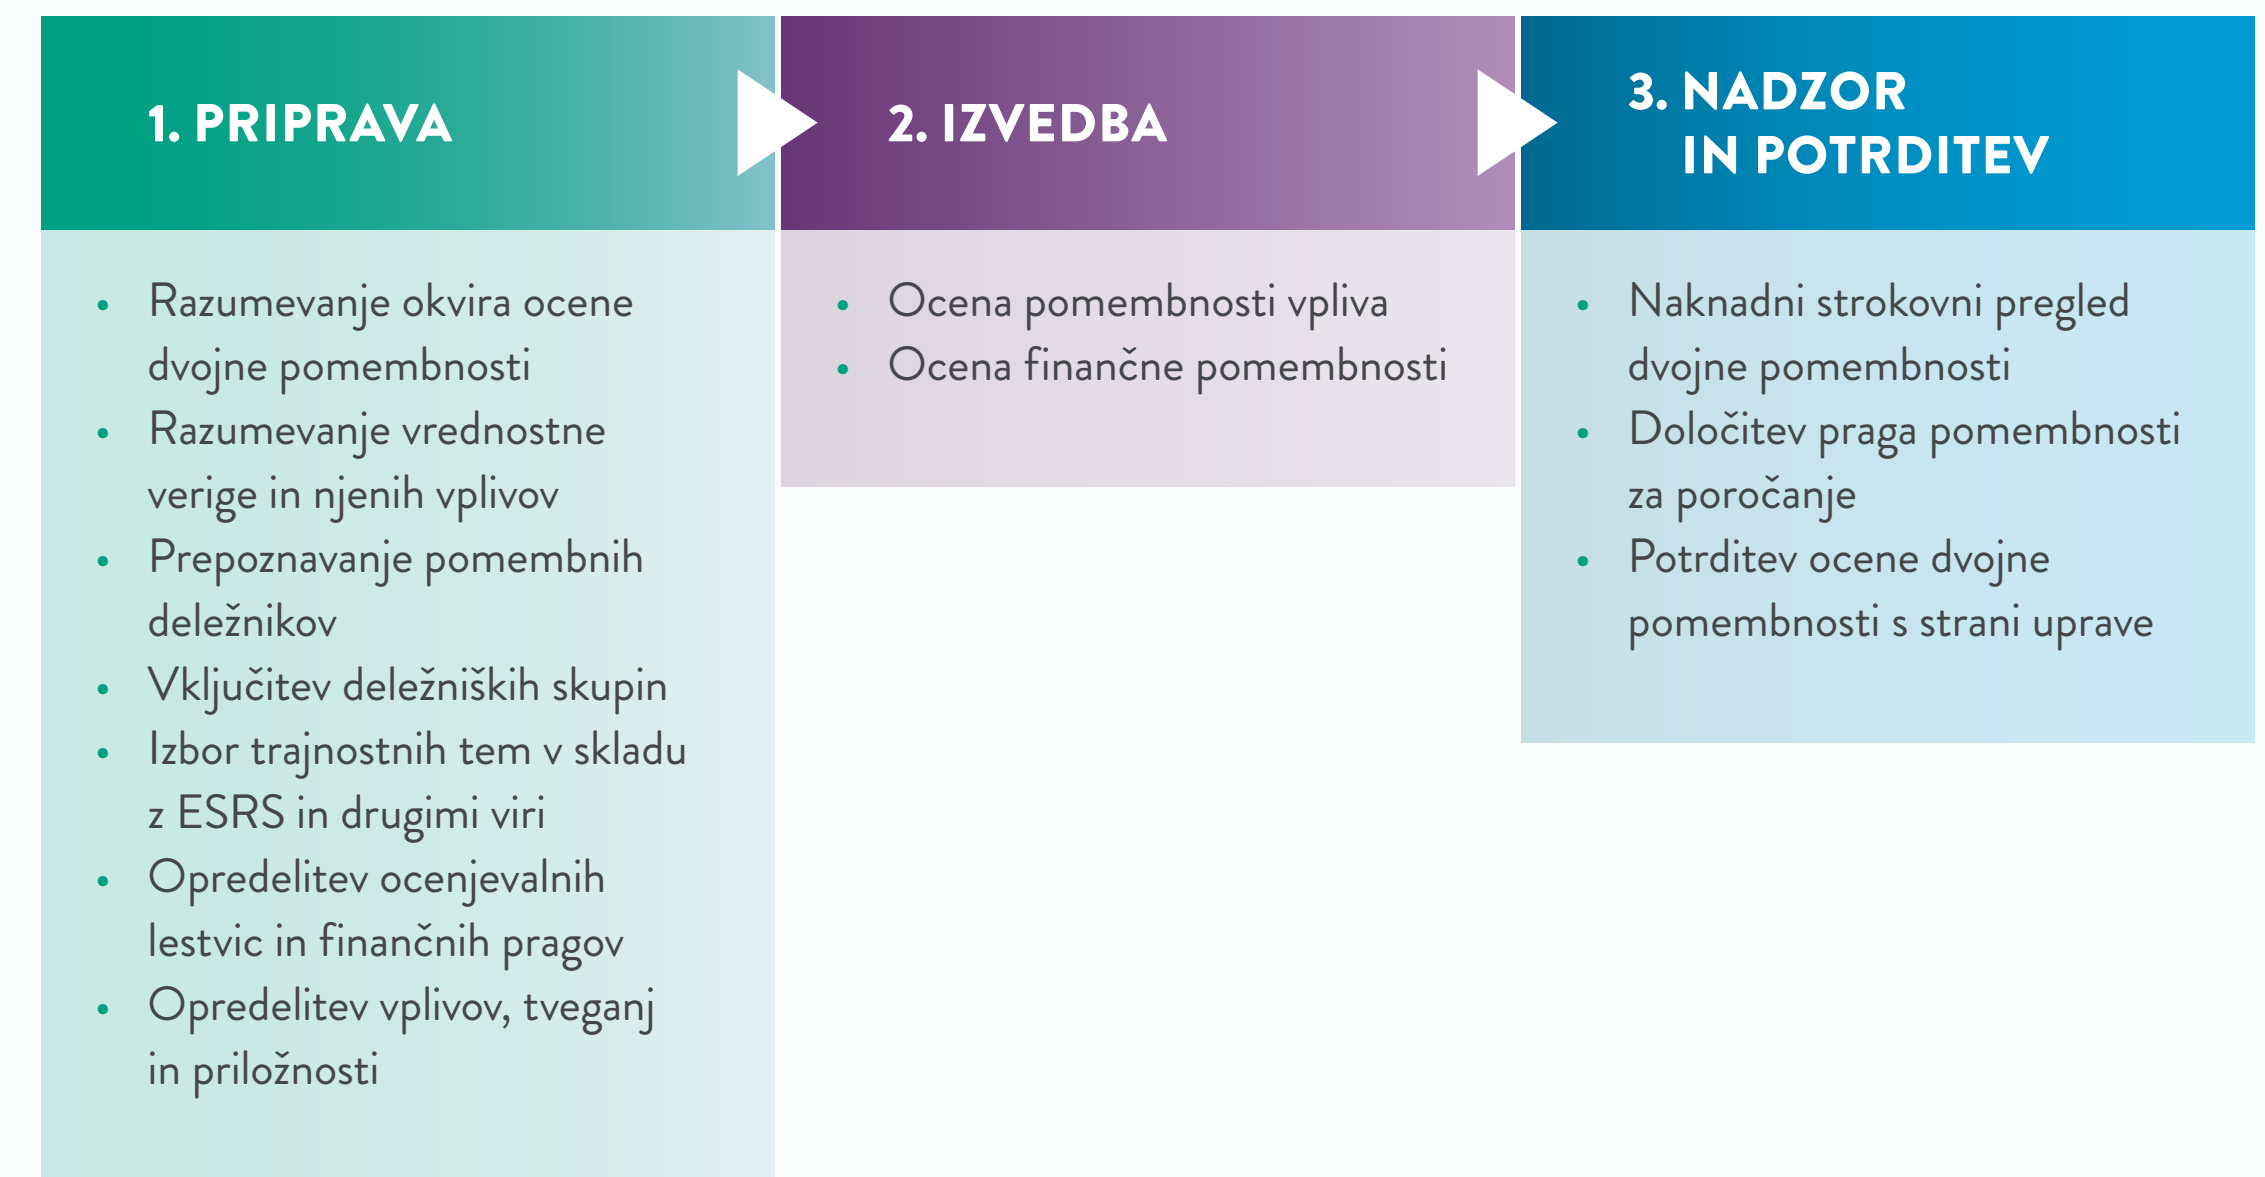 1. PRIPRAVA
• Razumevanje okvira ocene
dvojne pomembnosti
• Razumevanje vrednostne
verige in njenih vplivov
• Prepoznavanje pomembnih
deležnikov
• Vključitev deležniških skupin
• Izbor trajnostnih tem v skladu
z ESRS in drugimi viri
• Opredelitev ocenjevalnih
lestvic in finančnih pragov
• Opredelitev vplivov, tveganj
in priložnosti
2. IZVEDBA
• Ocena pomembnosti vpliva
• Ocena finančne pomembnosti
3. NADZOR
IN POTRDITEV
• Naknadni strokovni pregled
dvojne pomembnosti
• Določitev praga pomembnosti
za poročanje
• Potrditev ocene dvojne
pomembnosti s strani uprave